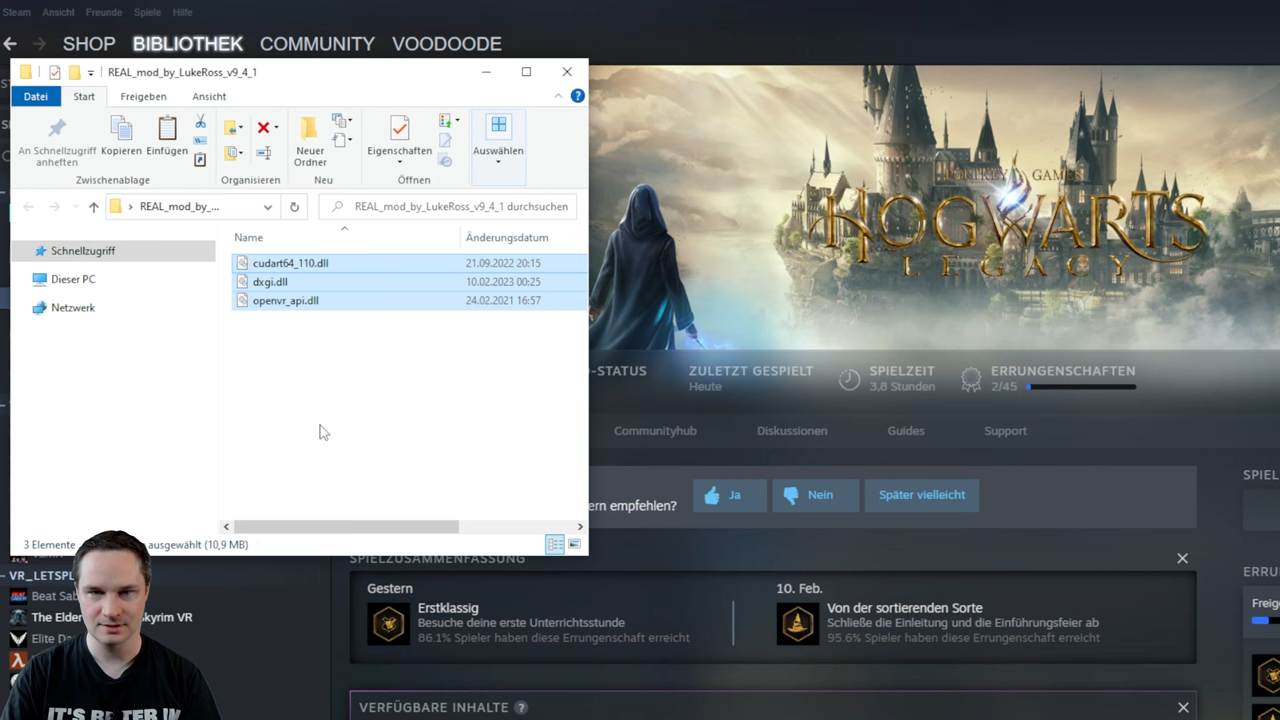 Steam Ansicht Freunde Spiele Hilfe
SHOP BIBLIOTHEK COMMUNITY VOODOODE
REAL_mod_by_LukeRoss_v9_4_1
Datei Start Freigeben Ansicht
An Schnellzugriff anheften
Kopieren
Einfügen
Zwischenablage
Organisieren
Neuer Ordner
Neu
Eigenschaften
Öffnen
Auswählen
REAL_mod_by_...
REAL_mod_by_LukeRoss_v9_4_1 durchsuchen
Schnellzugriff
Dieser PC
Netzwerk
Name Änderungsdatum
cudart64_110.dll 21.09.2022 20:15
dxgi.dll 10.02.2023 00:25
openvr_api.dll 24.02.2021 16:57
3 Elemente
ausgewählt (10,9 MB)
GAMES
HOGWARTS
LEGACY
-STATUS
ZULETZT GESPIELT
Heute
SPIELZEIT
3,8 Stunden
ERRUNGENSCHAFTEN
2/45
Communityhub Diskussionen Guides Support
ern empfehlen?
Ja
Nein
Später vielleicht
SPIEL
SPIELZUSAMMENFASSUNG
Gestern
Erstklassig
Besuche deine erste Unterrichtsstunde
86.1% Spieler haben diese Errungenschaft erreicht
10. Feb.
Von der sortierenden Sorte
Schließe die Einleitung und die Einführungsfeier ab
95.6% Spieler haben diese Errungenschaft erreicht
ERRU
Freige
VERFÜGBARE INHALTE ?
VR_LETSPL
Beat Sab
The Elder
kyrim VR
Elite Da
IT'S BETTER IN